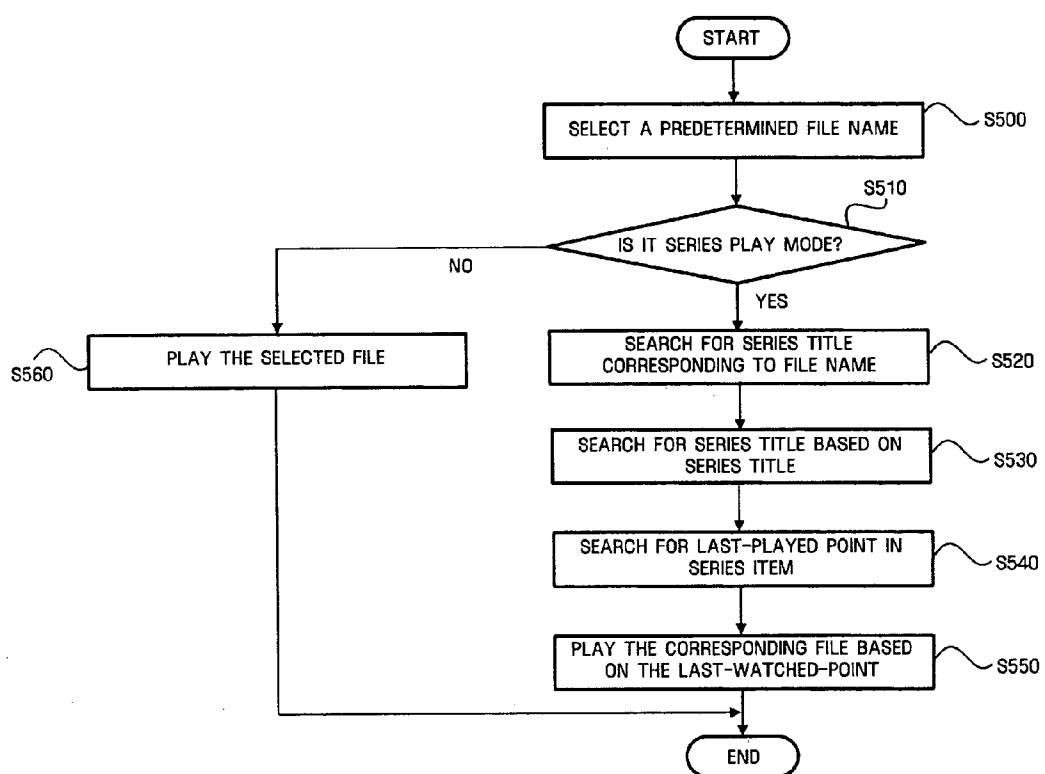 START
SELECT A PREDETERMINED FILE NAME
S500
S510
IS IT SERIES PLAY MODE?
NO
YES
PLAY THE SELECTED FILE
S560
SEARCH FOR SERIES TITLE
CORRESPONDING TO FILE NAME
S520
SEARCH FOR SERIES TITLE BASED ON
SERIES TITLE
S530
SEARCH FOR LAST-PLAYED POINT IN
SERIES ITEM
S540
PLAY THE CORRESPONDING FILE BASED
ON THE LAST-WATCHED-POINT
S550
END